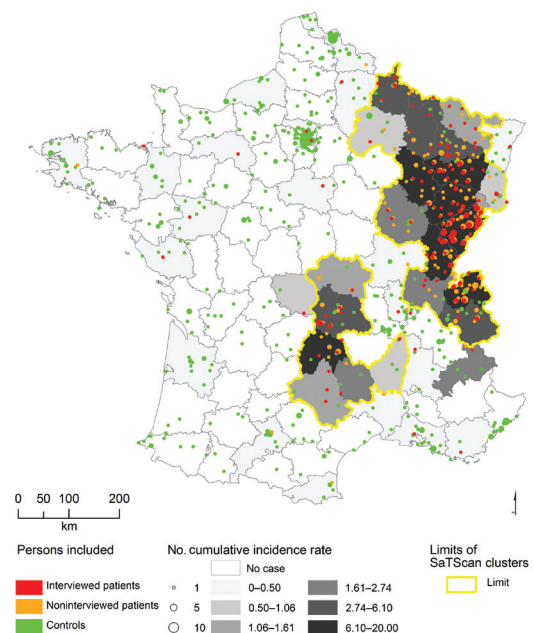 0 50 100 200
km
Persons included
Interviewed patients
Noninterviewed patients
Controls
No. cumulative incidence rate
No case
1 0–0.50 1.61–2.74
5 0.50–1.06 2.74–6.10
10 1.06–1.61 6.10–20.00
Limits of
SaTScan clusters
Limit